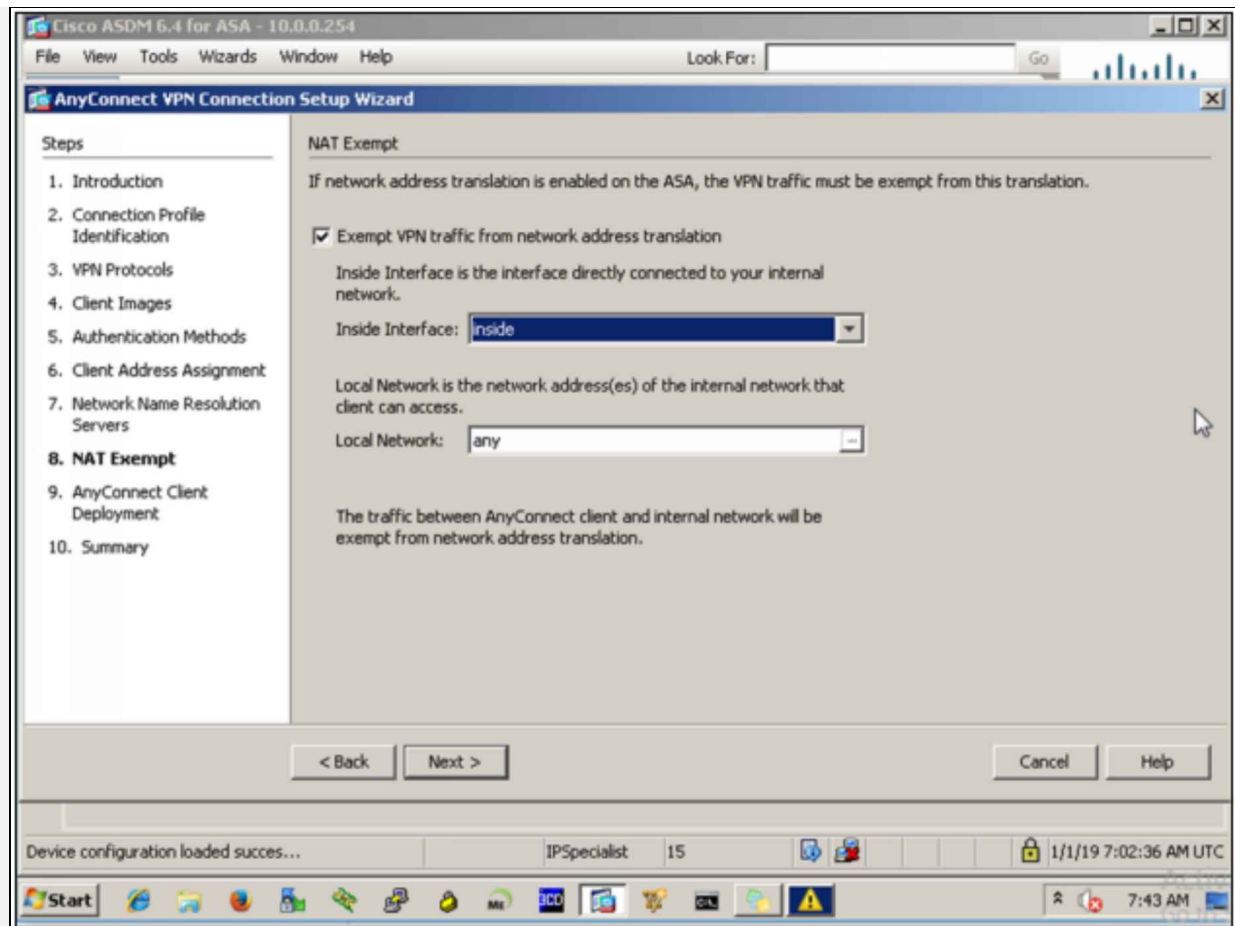 Cisco ASDM 6.4 for ASA - 10.0.0.254
File View Tools Wizards Window Help Look For: Go
AnyConnect VPN Connection Setup Wizard
Steps
1. Introduction
2. Connection Profile
Identification
3. VPN Protocols
4. Client Images
5. Authentication Methods
6. Client Address Assignment
7. Network Name Resolution
Servers
8. NAT Exempt
9. AnyConnect Client
Deployment
10. Summary
NAT Exempt
If network address translation is enabled on the ASA, the VPN traffic must be exempt from this translation.
Exempt VPN traffic from network address translation
Inside Interface is the interface directly connected to your internal
network.
Inside Interface: inside
Local Network is the network address(es) of the internal network that
client can access.
Local Network: any
The traffic between AnyConnect client and internal network will be
exempt from network address translation.
< Back Next > Cancel Help
Device configuration loaded succes... IPSpecialist 15 1/1/19 7:02:36 AM UTC
Start 7:43 AM